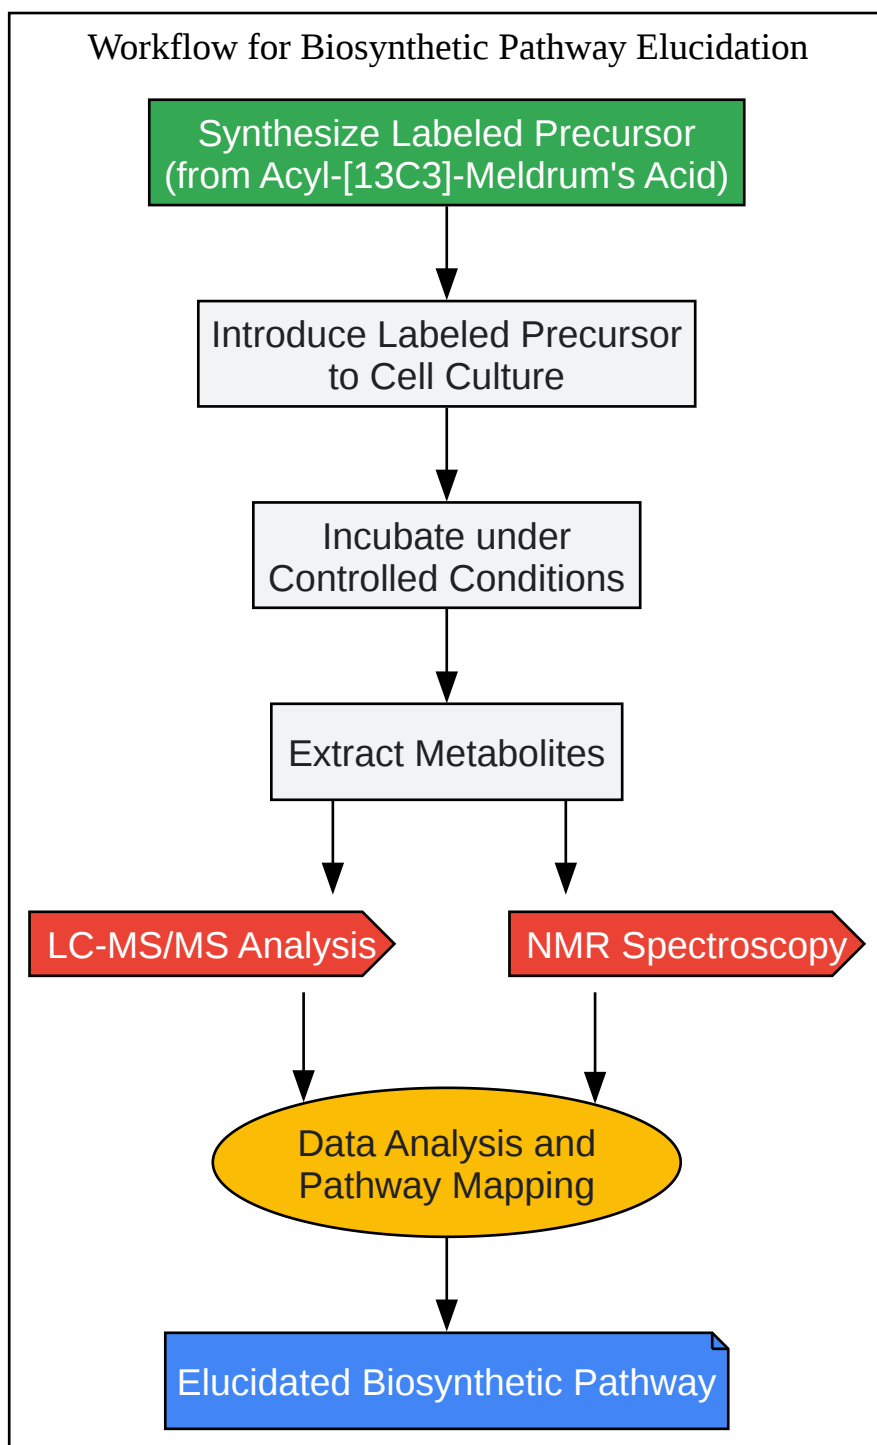 Workflow for Biosynthetic Pathway Elucidation
Synthesize Labeled Precursor
(from Acyl-[13C3]-Meldrum's Acid)
Introduce Labeled Precursor
to Cell Culture
Incubate under
Controlled Conditions
Extract Metabolites
LC-MS/MS Analysis
NMR Spectroscopy
Data Analysis and
Pathway Mapping
Elucidated Biosynthetic Pathway